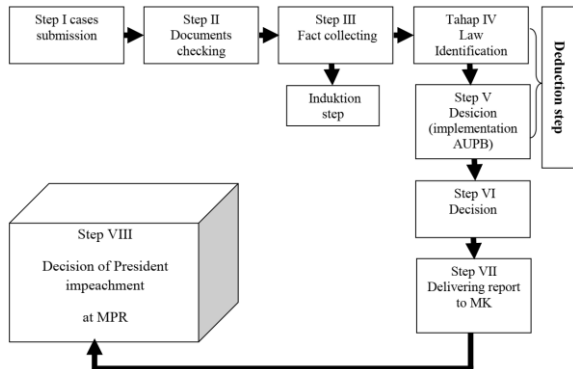 Step I cases
submission
Step II
Documents
checking
Step III
Fact collecting
Tahap IV
Law
Identification
Deduction step
Induktion
step
Step V
Desicion
(implementation
AUPB)
Step VI
Decision
Step VII
Delivering report
to MK
Step VIII
Decision of President
impeachment
at MPR